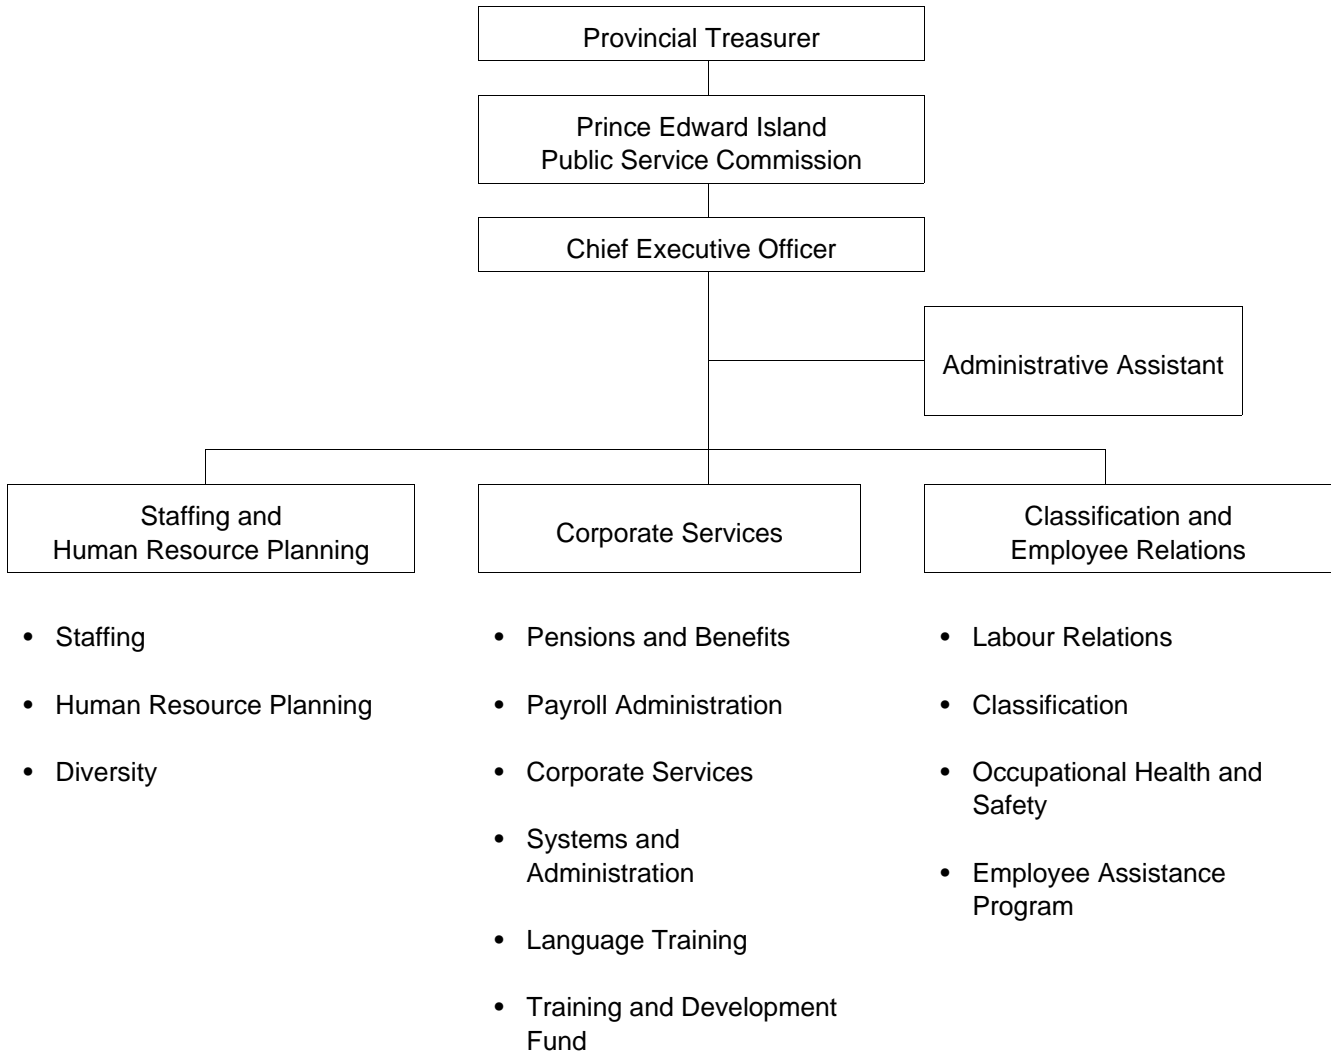 Provincial Treasurer
Prince Edward Island
Public Service Commission
Chief Executive Officer
Administrative Assistant
Staffing and
Human Resource Planning
• Staffing
• Human Resource Planning
• Diversity
Corporate Services
• Pensions and Benefits
• Payroll Administration
• Corporate Services
• Systems and
Administration
• Language Training
• Training and Development
Fund
Classification and
Employee Relations
• Labour Relations
• Classification
• Occupational Health and
Safety
• Employee Assistance
Program